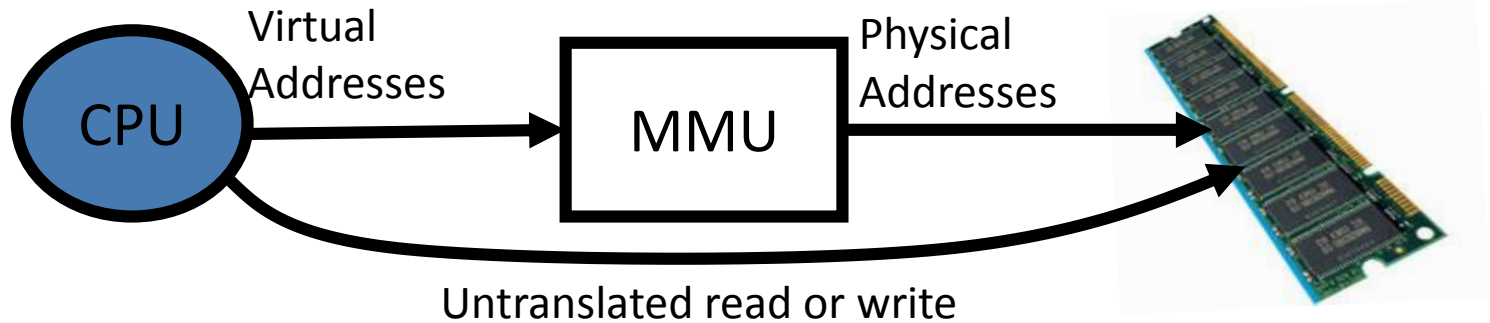 Virtual
Addresses
CPU
MMU
Physical
Addresses
Untranslated read or write